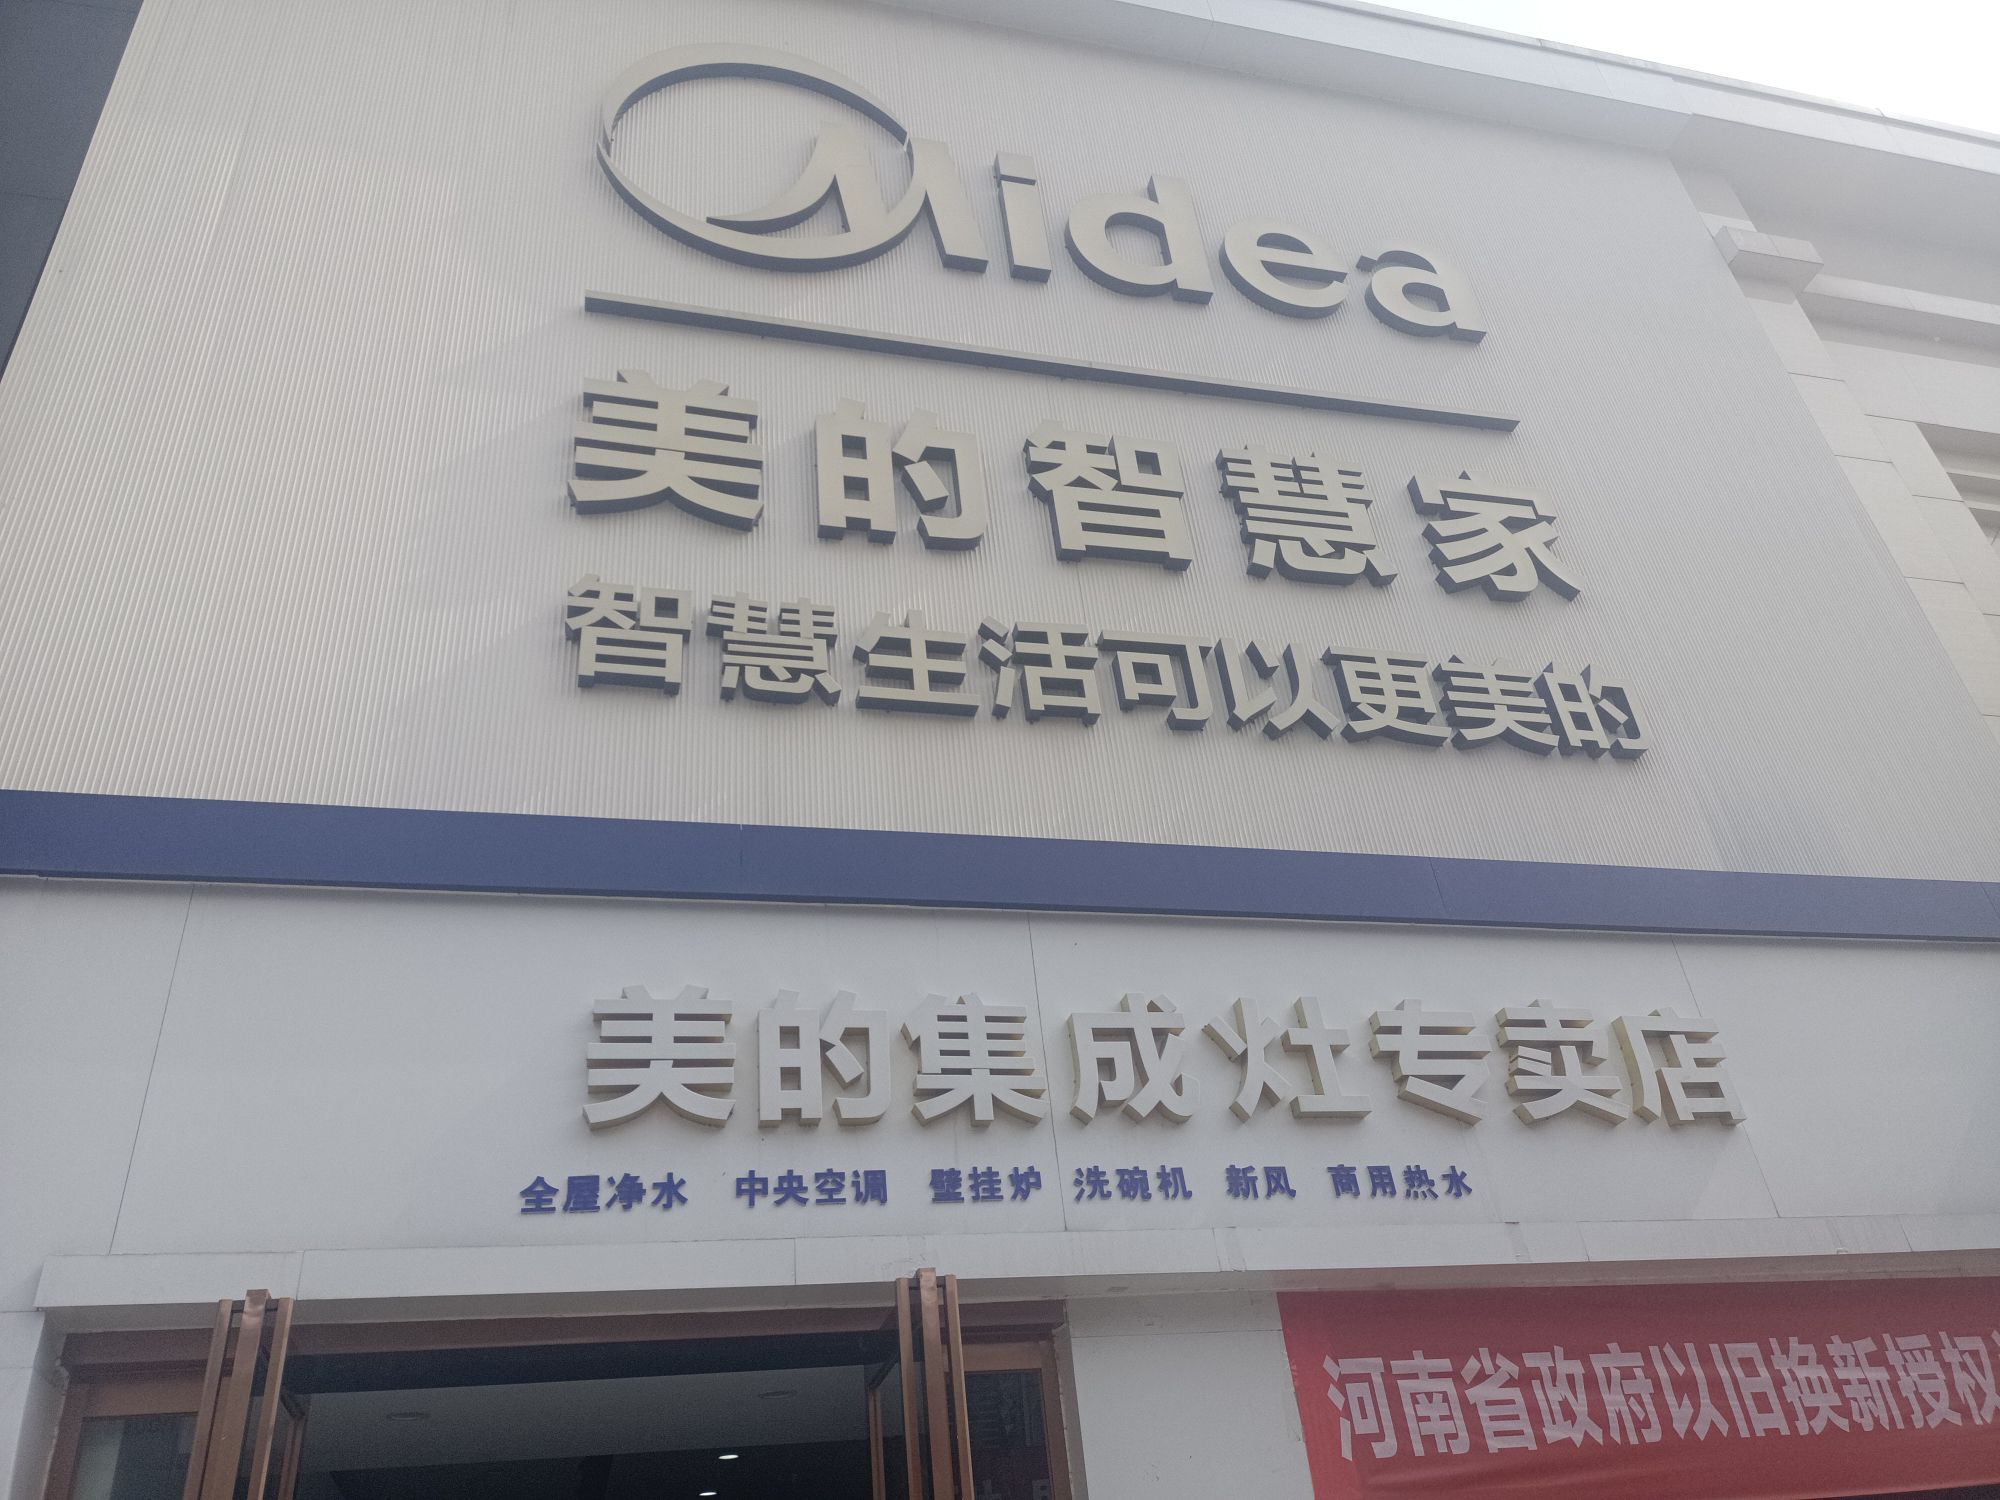 Midea
美的智慧家
智慧生活可以更美的
美的集成灶专卖店
全屋净水 中央空调 壁挂炉 洗碗机 新风 商用热水
河南省政府以旧换新授权